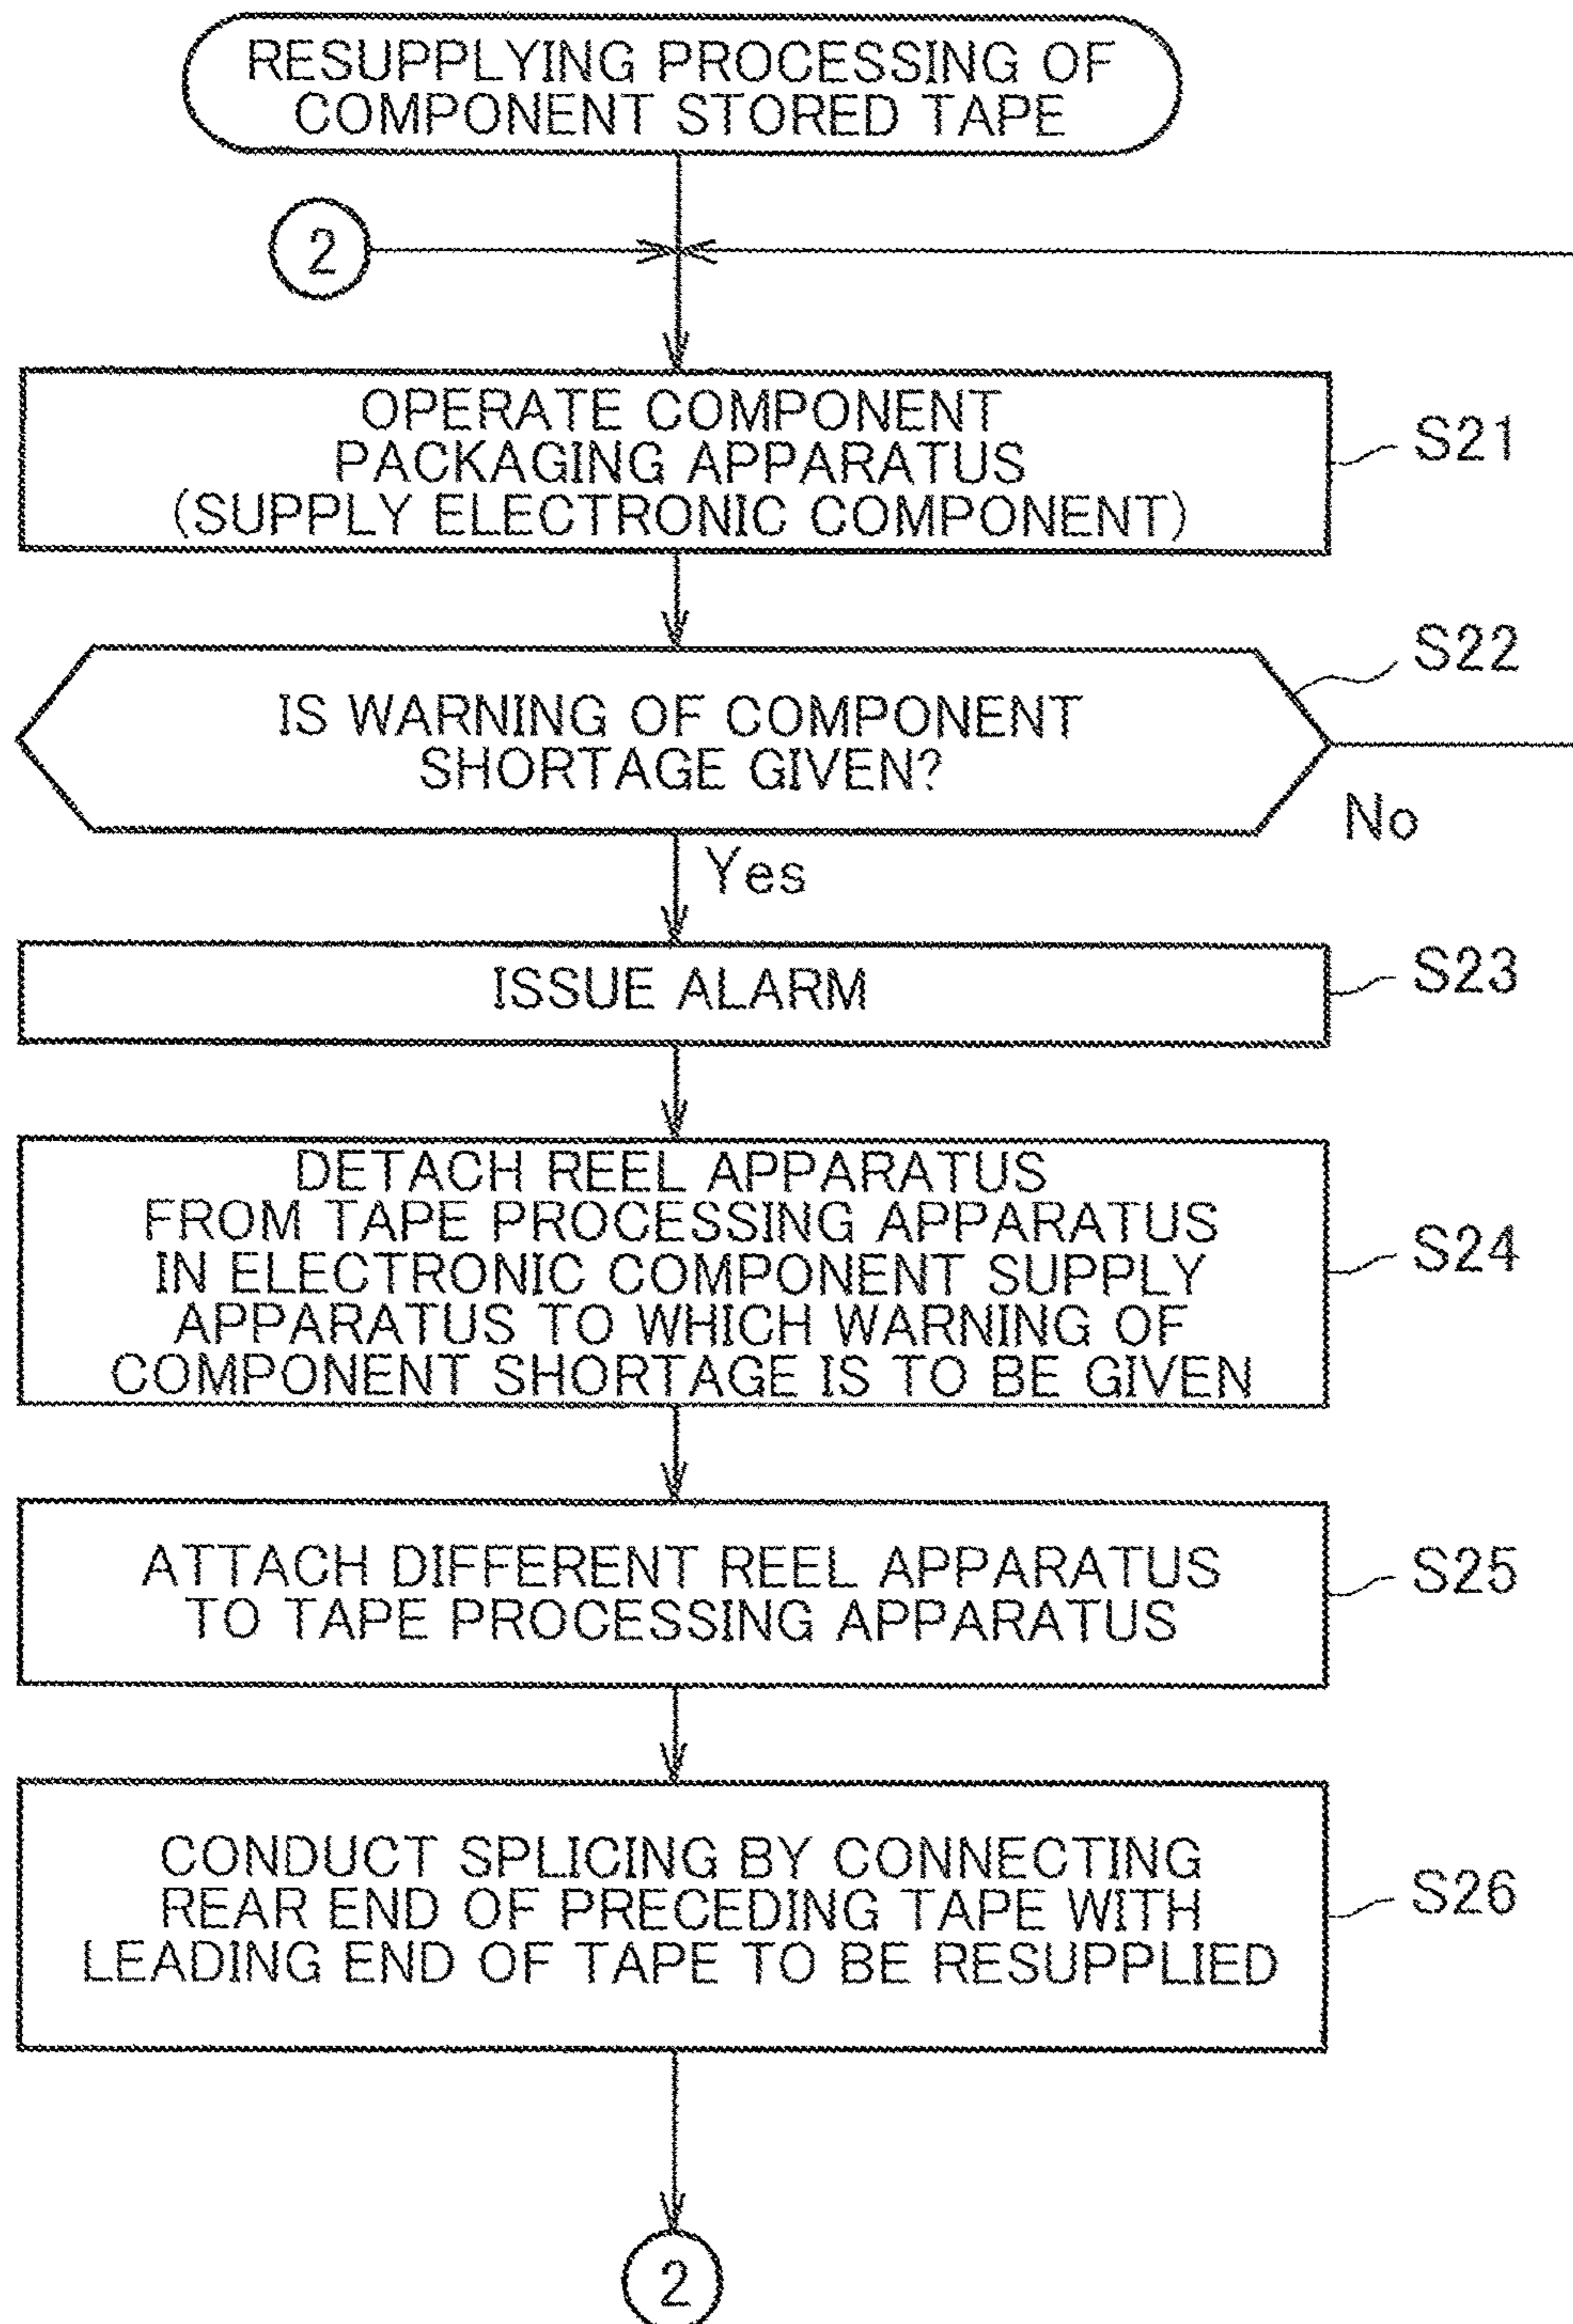 RESUPPLYING PROCESSING OF
COMPONENT STORED TAPE
2
OPERATE COMPONENT
PACKAGING APPARATUS
(SUPPLY ELECTRONIC COMPONENT)
S21
IS WARNING OF COMPONENT
SHORTAGE GIVEN?
S22
No
Yes
ISSUE ALARM
S23
DETACH REEL APPARATUS
FROM TAPE PROCESSING APPARATUS
IN ELECTRONIC COMPONENT SUPPLY
APPARATUS TO WHICH WARNING OF
COMPONENT SHORTAGE IS TO BE GIVEN
S24
ATTACH DIFFERENT REEL APPARATUS
TO TAPE PROCESSING APPARATUS
S25
CONDUCT SPLICING BY CONNECTING
REAR END OF PRECEDING TAPE WITH
LEADING END OF TAPE TO BE RESUPPLIED
S26
2